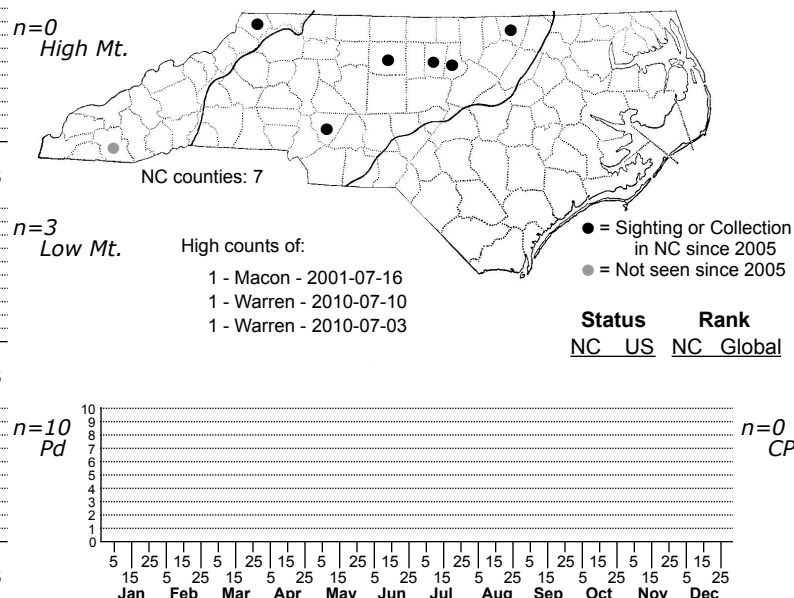 n=0
High Mt.
NC counties: 7
n=3
Low Mt.
High counts of:
1 - Macon - 2001-07-16
1 - Warren - 2010-07-10
1 - Warren - 2010-07-03
● = Sighting or Collection
in NC since 2005
● = Not seen since 2005
Status Rank
NC US NC Global
n=10
Pd
10
9
8
7
6
5
4
3
2
1
0
n=0
CP
5 25 15 5 25 15 5 25 15 5 25 15 5 25 15 5 25 15
15 5 25 15 5 25 15 5 25 15 5 25 15 5 25 15 5 25
Jan Feb Mar Apr May Jun Jul Aug Sep Oct Nov Dec